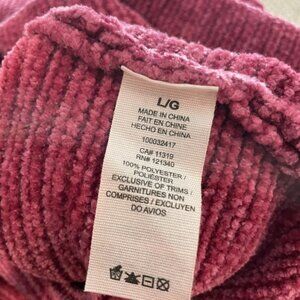 L/G
MADE IN CHINA
FAIT EN CHINE
HECHO EN CHINA
100032417
CA# 11319
RN# 121340
100% POLYESTER /
POLIÉSTER
EXCLUSIVE OF TRIMS /
GARNITURES NON
COMPRISES / EXCLUYEN
DO AVIOS